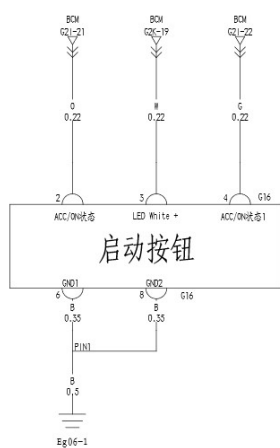 BCM BCM BCM
G2I-21 G2K-19 G2I-22
O W G
0.22 0.22 0.22
2 3 4 G16
ACC/ON状态 LED White + ACC/ON状态1
启动按钮
GND1 GND2
6 8 G16
B B
0.35 0.35
PIN1
B
0.5
Eg06-1